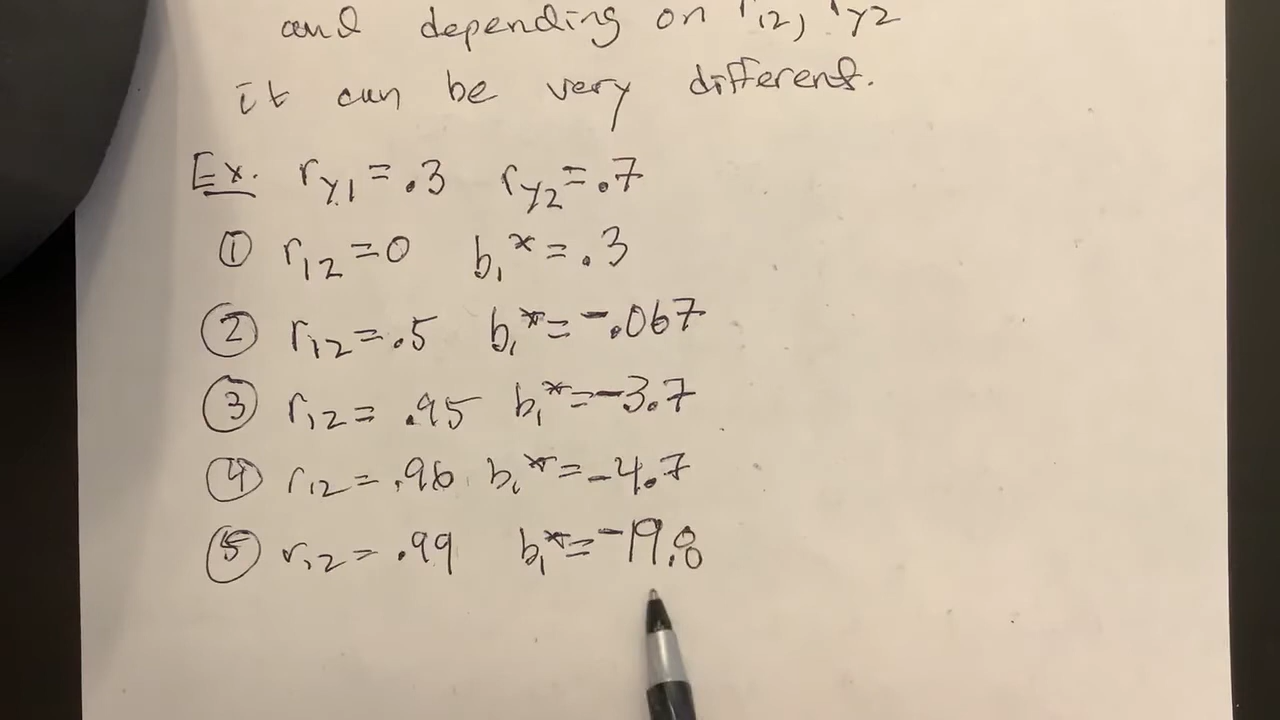 and depending on r12, ry2
it can be very different.
Ex. ry1 = .3 ry2 = .7
① r12 = 0 b1* = .3
② r12 = .5 b1* = -.067
③ r12 = .95 b1* = -3.7
④ r12 = .96 b1* = -4.7
⑤ r12 = .99 b1* = -19.8